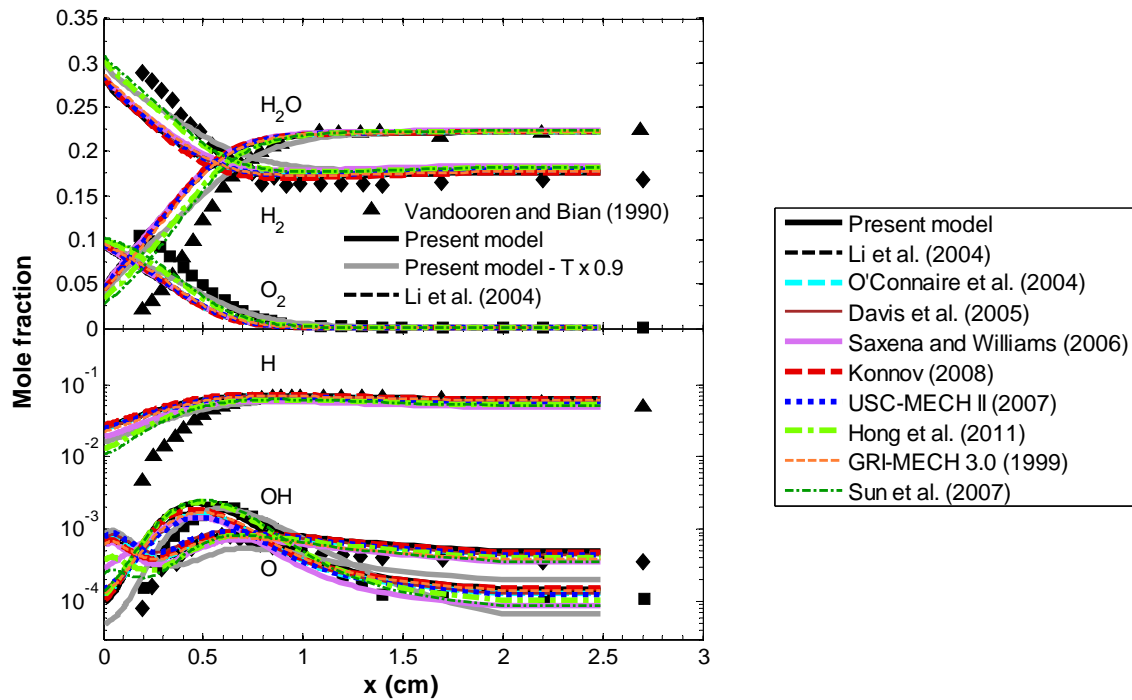 0.35
0.3
0.25
0.2
0.15
0.1
0.05
0
H2O
H2
O2
Vandooren and Bian (1990)
Present model
Present model - T x 0.9
Li et al. (2004)
Mole fraction
10-1
10-2
10-3
10-4
H
OH
O
0 0.5 1 1.5 2 2.5 3
x (cm)
Present model
Li et al. (2004)
O'Connaire et al. (2004)
Davis et al. (2005)
Saxena and Williams (2006)
Konnov (2008)
USC-MECH II (2007)
Hong et al. (2011)
GRI-MECH 3.0 (1999)
Sun et al. (2007)